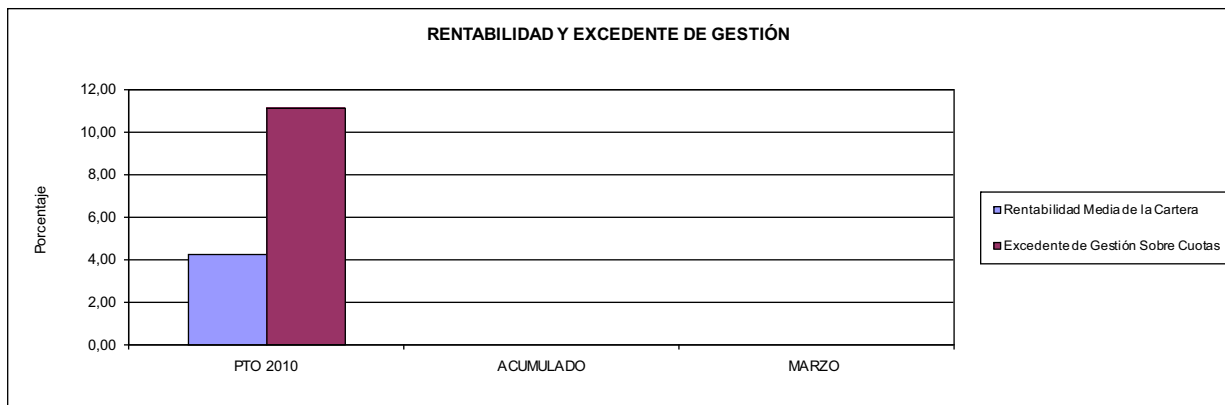 RENTABILIDAD Y EXCEDENTE DE GESTIÓN
12,00
10,00
8,00
6,00
4,00
2,00
0,00
Porcentaje
PTO 2010 ACUMULADO MARZO
Rentabilidad Media de la Cartera
Excedente de Gestión Sobre Cuotas